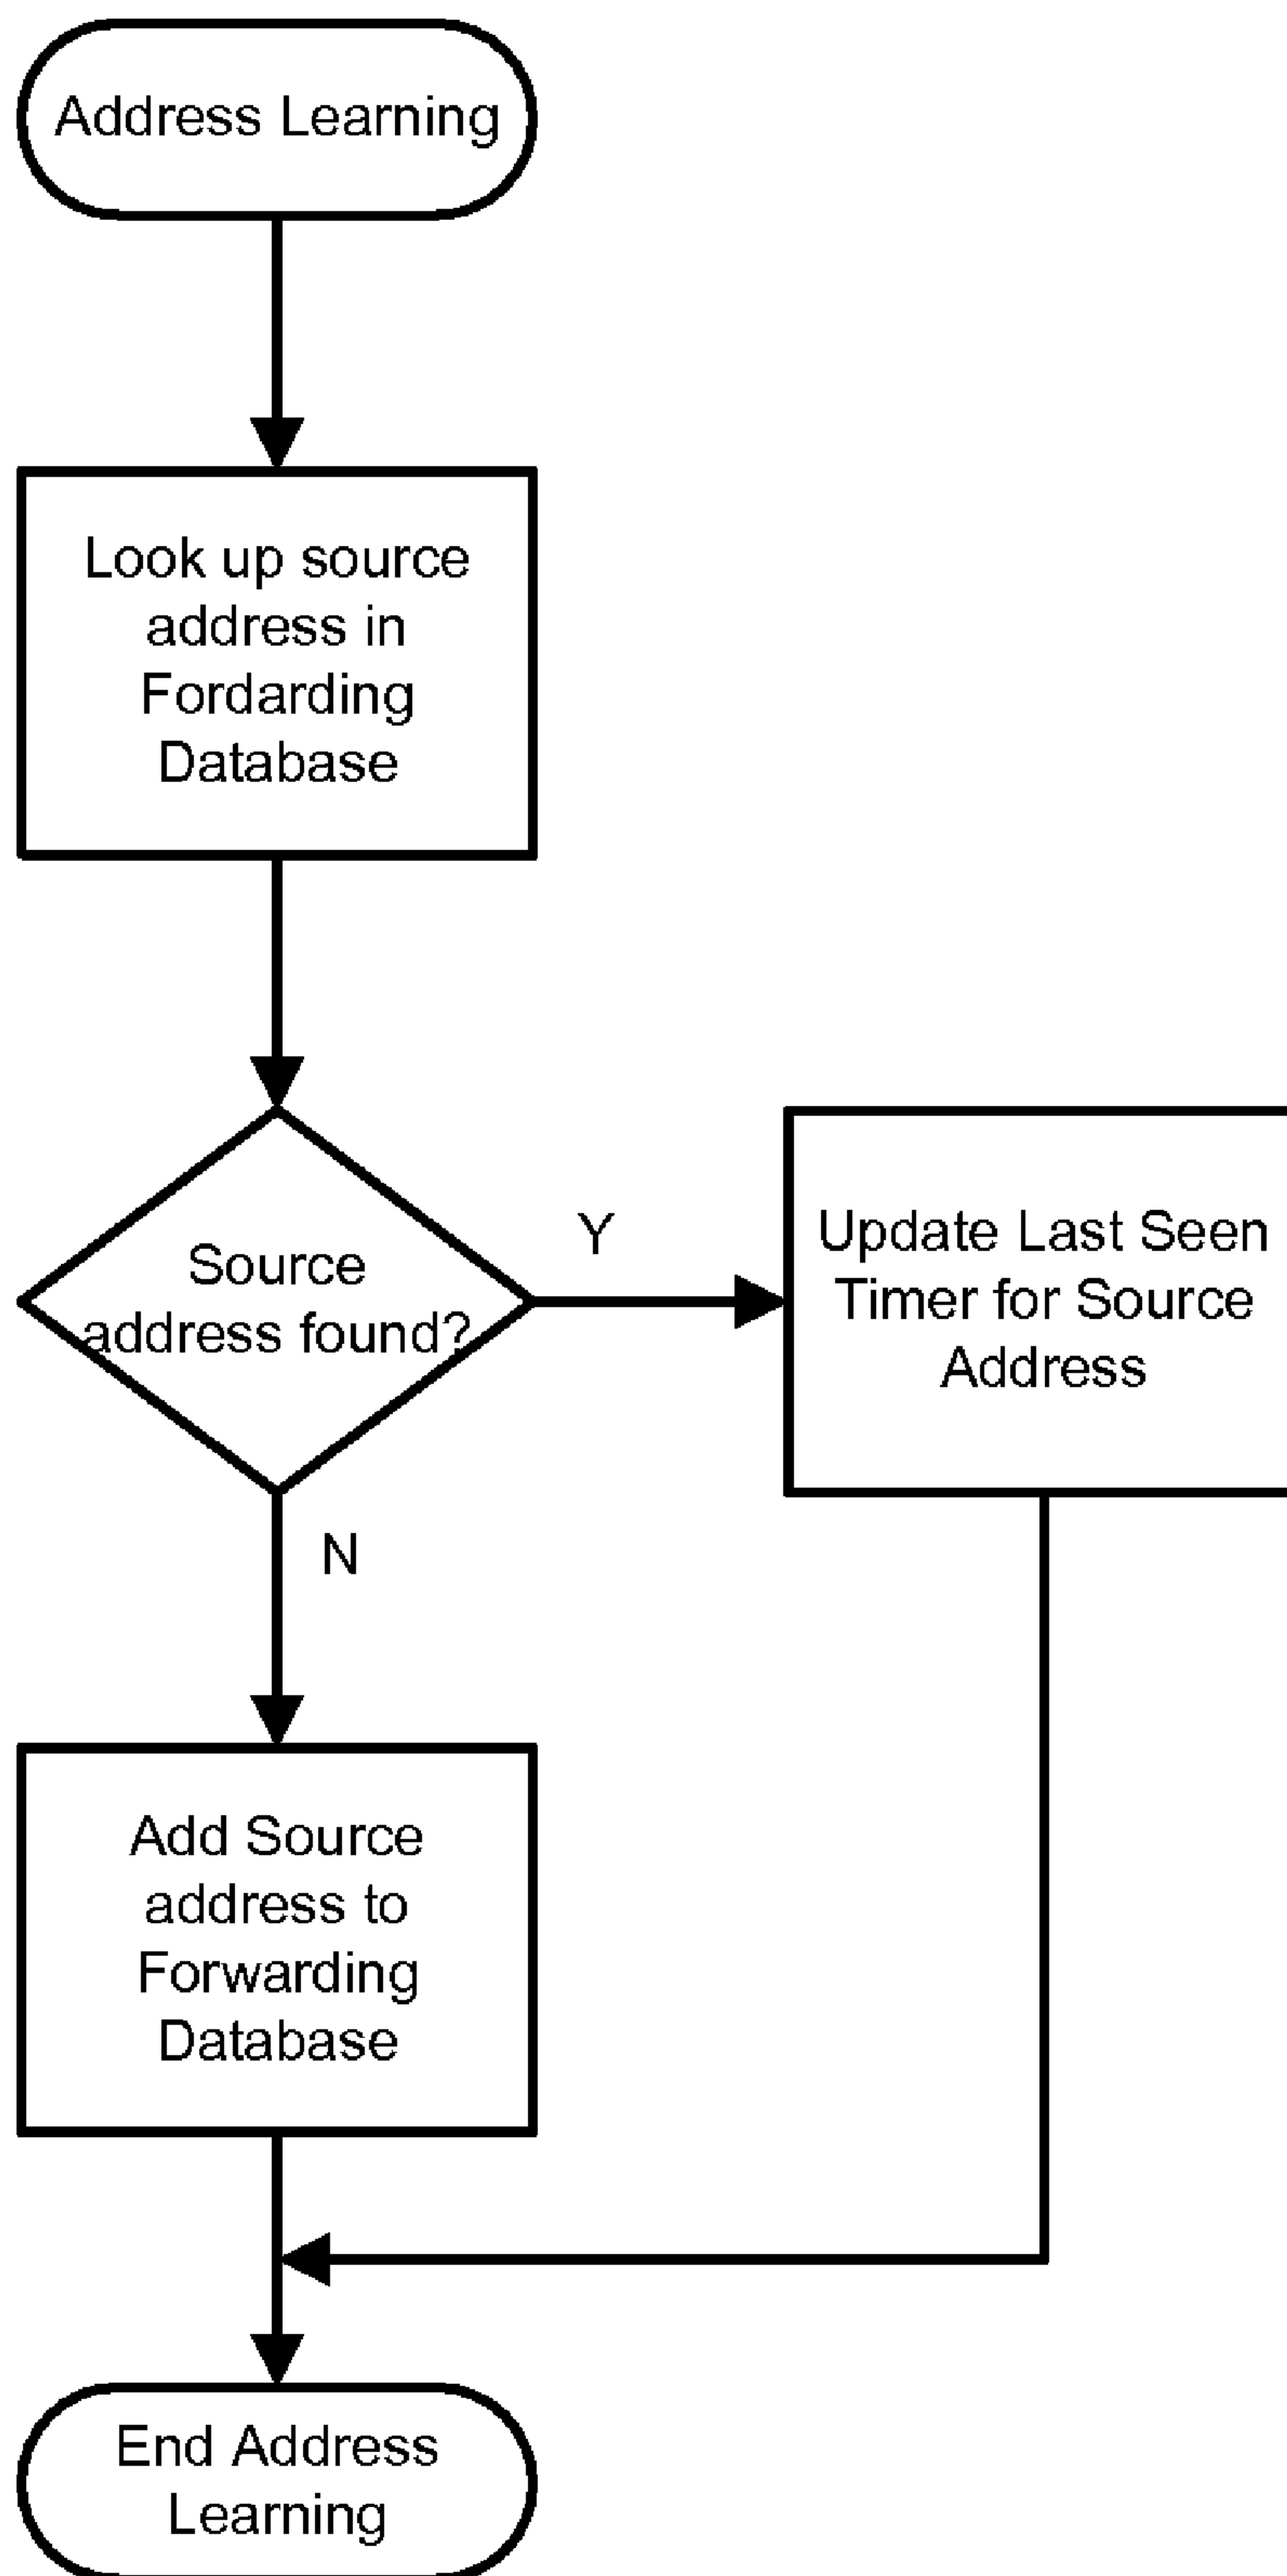 Address Learning
Look up source
address in
Fordarding
Database
Source
address found?
Y
Update Last Seen
Timer for Source
Address
N
Add Source
address to
Forwarding
Database
End Address
Learning